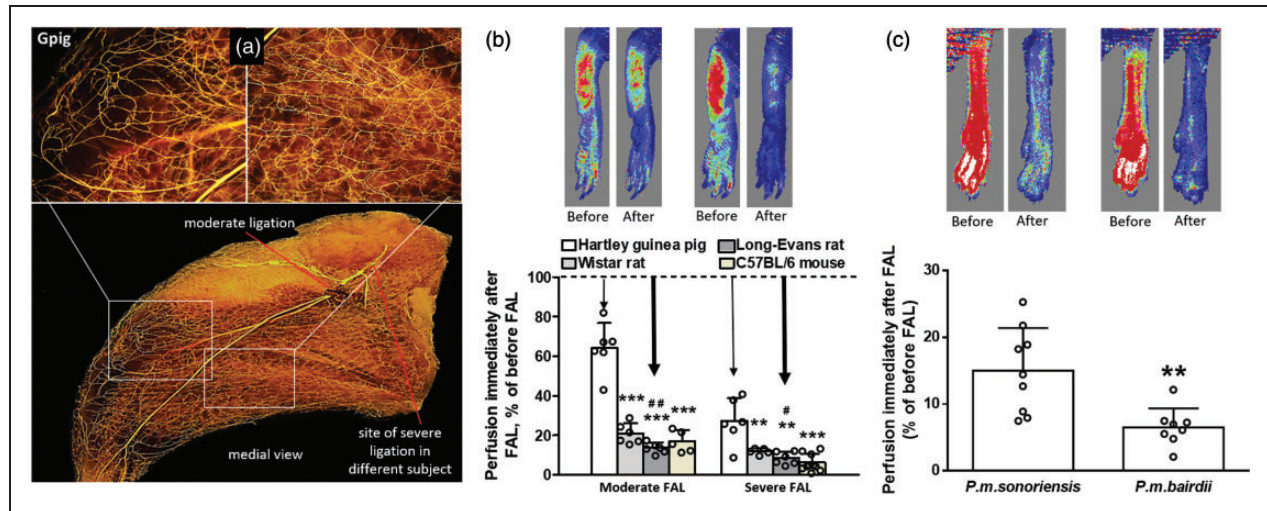 Gpig
(a)
moderate ligation
medial view
site of severe
ligation in
different subject
(b)
Before
After
Before
After
Hartley guinea pig
Long-Evans rat
Wistar rat
C57BL/6 mouse
Perfusion immediately after
FAL, % of before FAL
100
80
60
40
20
0
***
##
***
***
**
#
**
***
Moderate FAL
Severe FAL
(c)
Before
After
Before
After
Perfusion immediately after FAL
(% of before FAL)
30
20
10
0
**
P.m.sonoriensis
P.m.bairdii